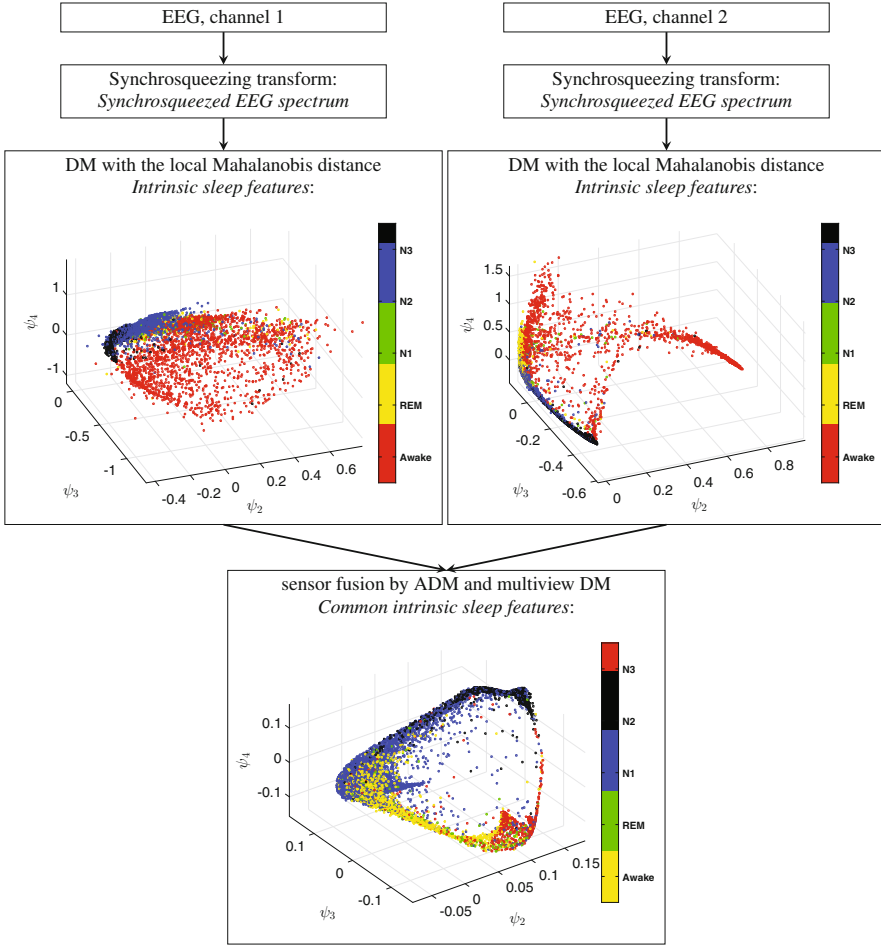 EEG, channel 1
EEG, channel 2
Synchrosqueezing transform:
Synchrosqueezed EEG spectrum
Synchrosqueezing transform:
Synchrosqueezed EEG spectrum
DM with the local Mahalanobis distance
Intrinsic sleep features:
1
0
-1
ψ4
0
-0.5
-1
ψ3
-0.4
-0.2
0
0.2
0.4
0.6
ψ2
N3
N2
N1
REM
Awake
DM with the local Mahalanobis distance
Intrinsic sleep features:
1.5
1
0.5
0
ψ4
0
-0.2
-0.4
-0.6
ψ3
0
0.2
0.4
0.6
0.8
ψ2
N3
N2
N1
REM
Awake
sensor fusion by ADM and multiview DM
Common intrinsic sleep features:
0.1
0
-0.1
ψ4
0.1
0
-0.1
ψ3
-0.05
0
0.05
0.1
0.15
ψ2
N3
N2
N1
REM
Awake